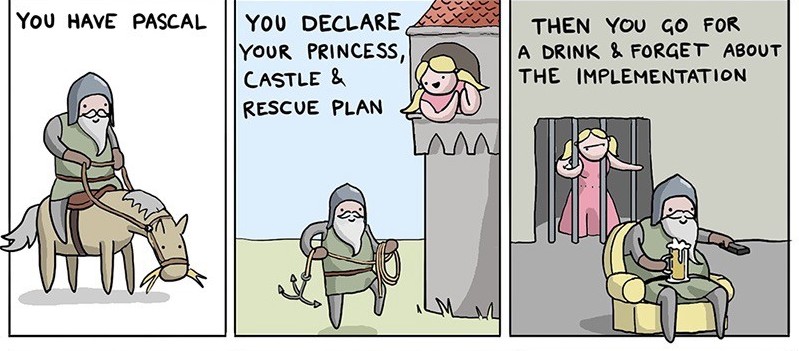 YOU HAVE PASCAL
YOU DECLARE
YOUR PRINCESS,
CASTLE &
RESCUE PLAN
THEN YOU GO FOR
A DRINK & FORGET ABOUT
THE IMPLEMENTATION